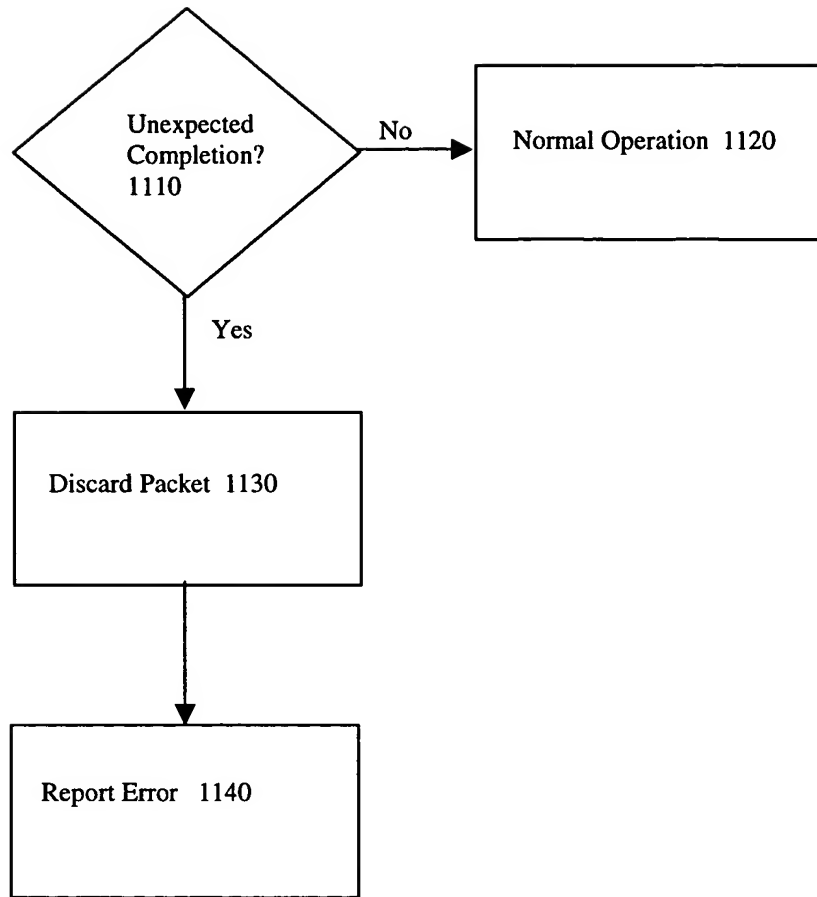 Unexpected
Completion?
1110
No
Normal Operation 1120
Yes
Discard Packet 1130
Report Error 1140